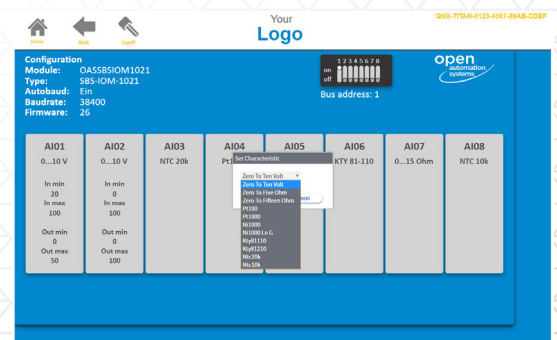 Your
Logo
QNX-TITAN-0123-4567-89AB-CDEF
Home
Back
Logoff
Configuration
Module: OASSBSIOM1021
Type: SBS-IOM-1021
Autobaud: Ein
Baudrate: 38400
Firmware: 26
1 2 3 4 5 6 7 8
on
off
Bus address: 1
open
automation
systems
AI01
0...10 V
In min
20
In max
100
Out min
0
Out max
50
AI02
0...10 V
In min
0
In max
100
Out min
0
Out max
100
AI03
NTC 20k
AI04
Pt1
AI05
AI06
KTY 81-110
AI07
0...15 Ohm
AI08
NTC 10k
Set Characteristic
Zero To Ten Volt
Zero To Ten Volt
Zero To Five Ohm
Zero To Fifteen Ohm
Pt100
Pt1000
Ni1000
Ni1000 Ln G
Kty81110
Kty81210
Ntc20k
Ntc10k
ncel